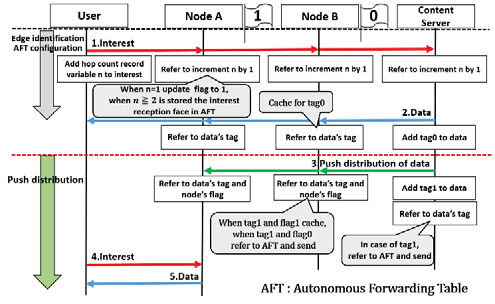 User
Node A
1
Node B
0
Content
Server
Edge identification
AFT configuration
1.Interest
Add hop count record
variable n to interest
Refer to increment n by 1
Refer to increment n by 1
Refer to increment n by 1
When n=1 update flag to 1,
when n ≧ 2 is stored the interest
reception face in AFT
Cache for tag0
2.Data
Refer to data's tag
Refer to data's tag
Add tag0 to data
3.Push distribution of data
Push distribution
Refer to data's tag and
node's flag
Refer to data's tag and
node's flag
Add tag1 to data
Refer to data's tag
When tag1 and flag1 cache,
when tag1 and flag0
refer to AFT and send
In case of tag1,
refer to AFT and send
4.Interest
5.Data
AFT : Autonomous Forwarding Table